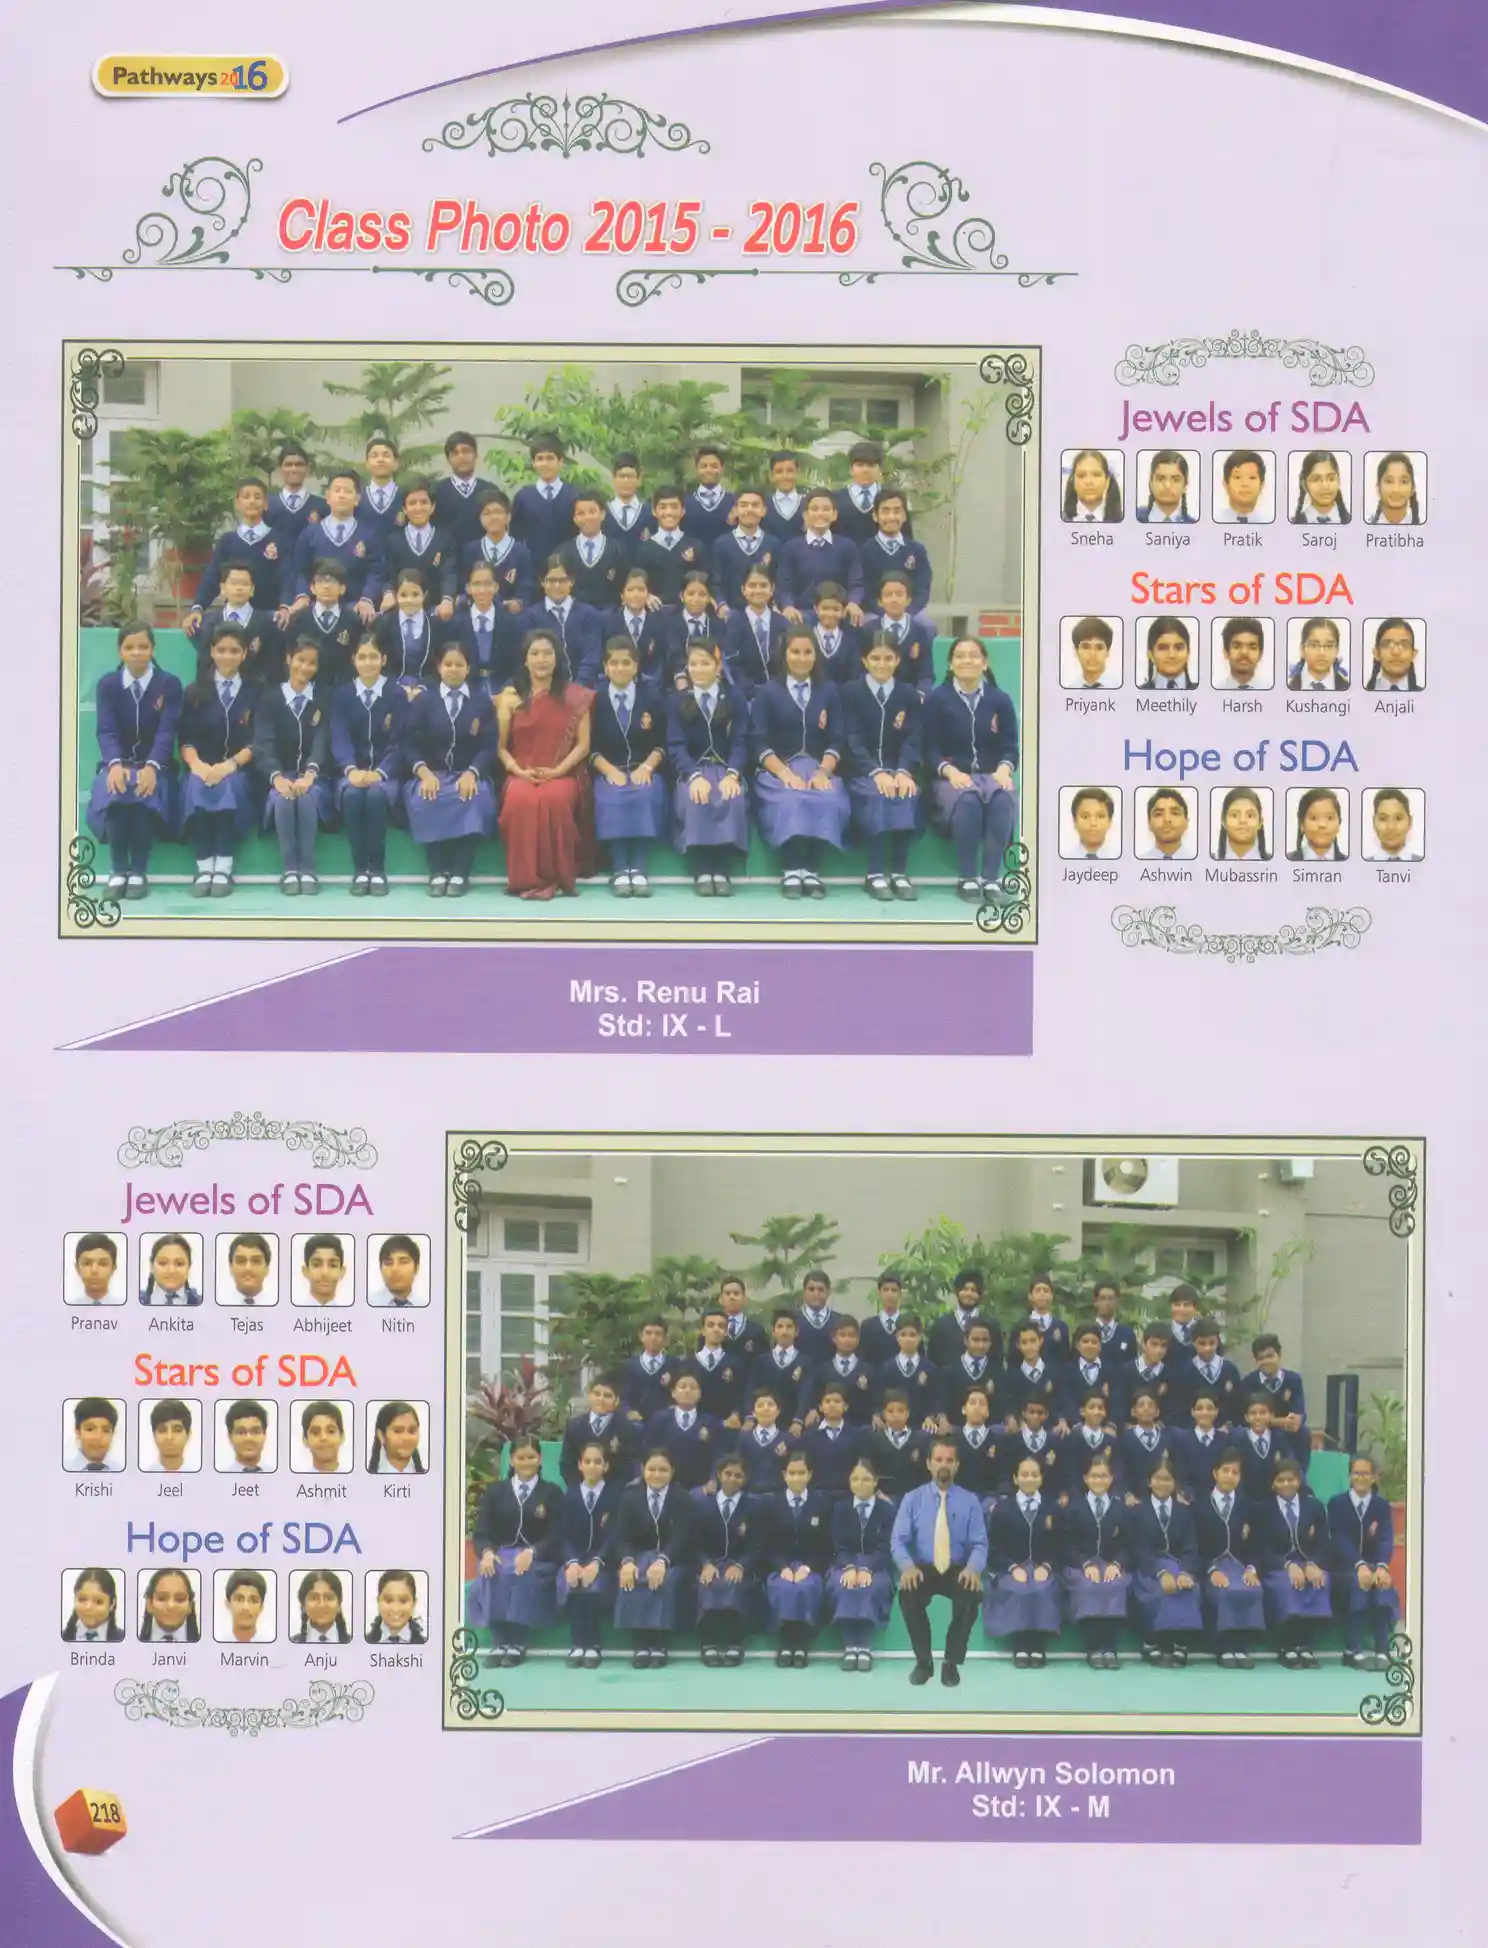 Pathways 2016
Class Photo 2015 - 2016
Jewels of SDA
Sneha Saniya Pratik Saroj Pratibha
Stars of SDA
Priyank Meethily Harsh Kushangi Anjali
Hope of SDA
Jaydeep Ashwin Mubassrin Simran Tanvi
Mrs. Renu Rai
Std: IX - L
Jewels of SDA
Pranav Ankita Tejas Abhijeet Nitin
Stars of SDA
Krishi Jeel Jeet Ashmit Kirti
Hope of SDA
Brinda Janvi Marvin Anju Shakshi
Mr. Allwyn Solomon
Std: IX - M
218